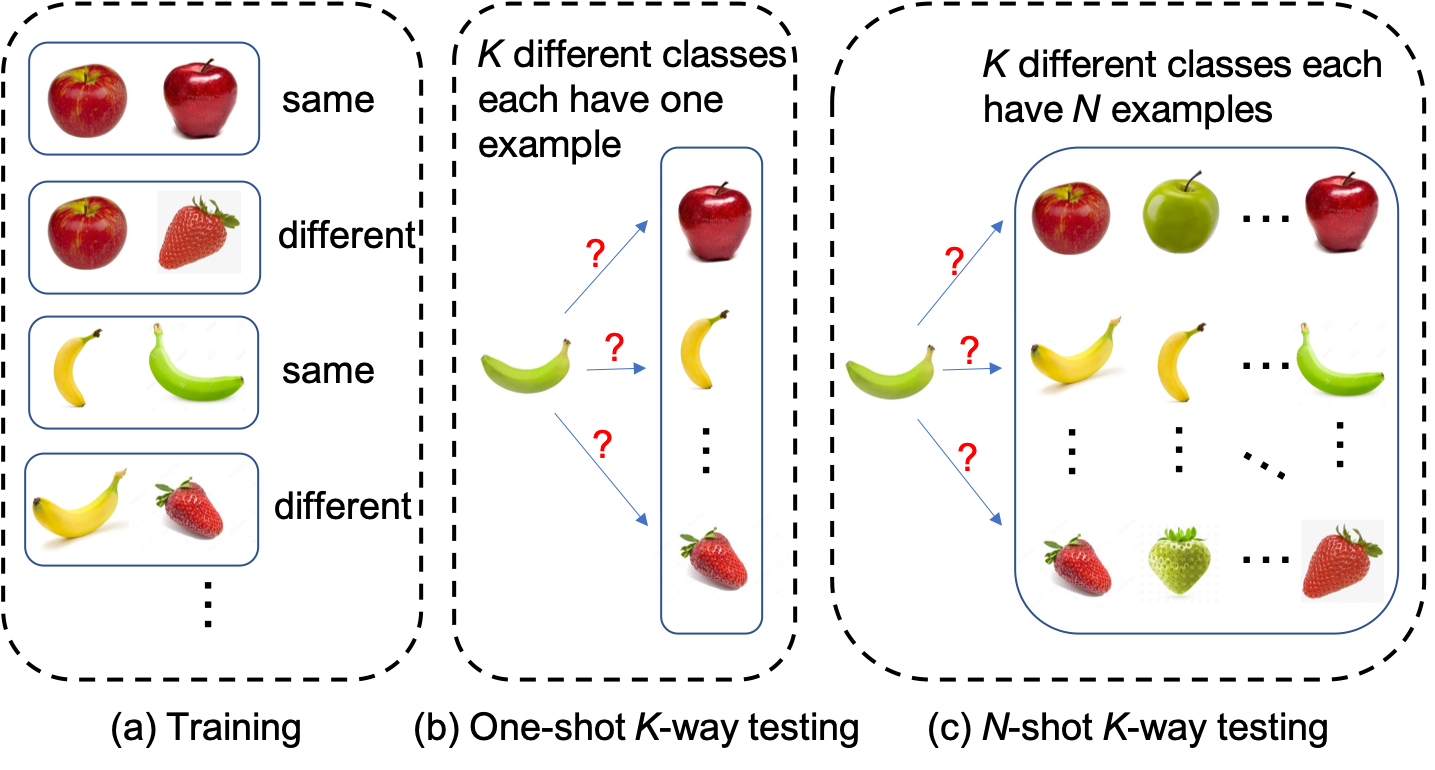 same
different
same
different
K different classes
each have one
example
?
?
?
K different classes each
have N examples
?
?
?
(a) Training
(b) One-shot K-way testing
(c) N-shot K-way testing